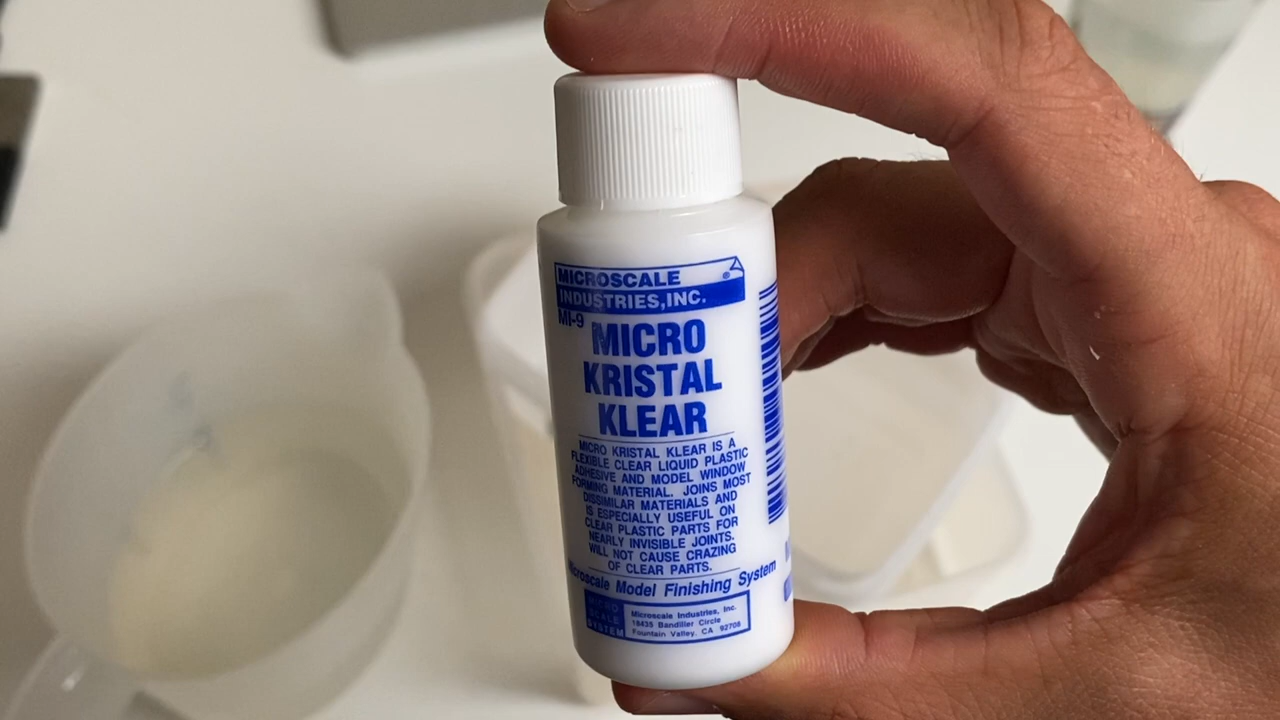 MICROSCALE ®
INDUSTRIES,INC.
MI-9
MICRO
KRISTAL
KLEAR
MICRO KRISTAL KLEAR IS A
FLEXIBLE CLEAR LIQUID PLASTIC
ADHESIVE AND MODEL WINDOW
FORMING MATERIAL. JOINS MOST
DISSIMILAR MATERIALS AND
IS ESPECIALLY USEFUL ON
CLEAR PLASTIC PARTS FOR
NEARLY INVISIBLE JOINTS.
WILL NOT CAUSE CRAZING
OF CLEAR PARTS.
Microscale Model Finishing System
MICRO
SCALE
SYSTEM
Microscale Industries, Inc.
18435 Bandilier Circle
Fountain Valley, CA 92708